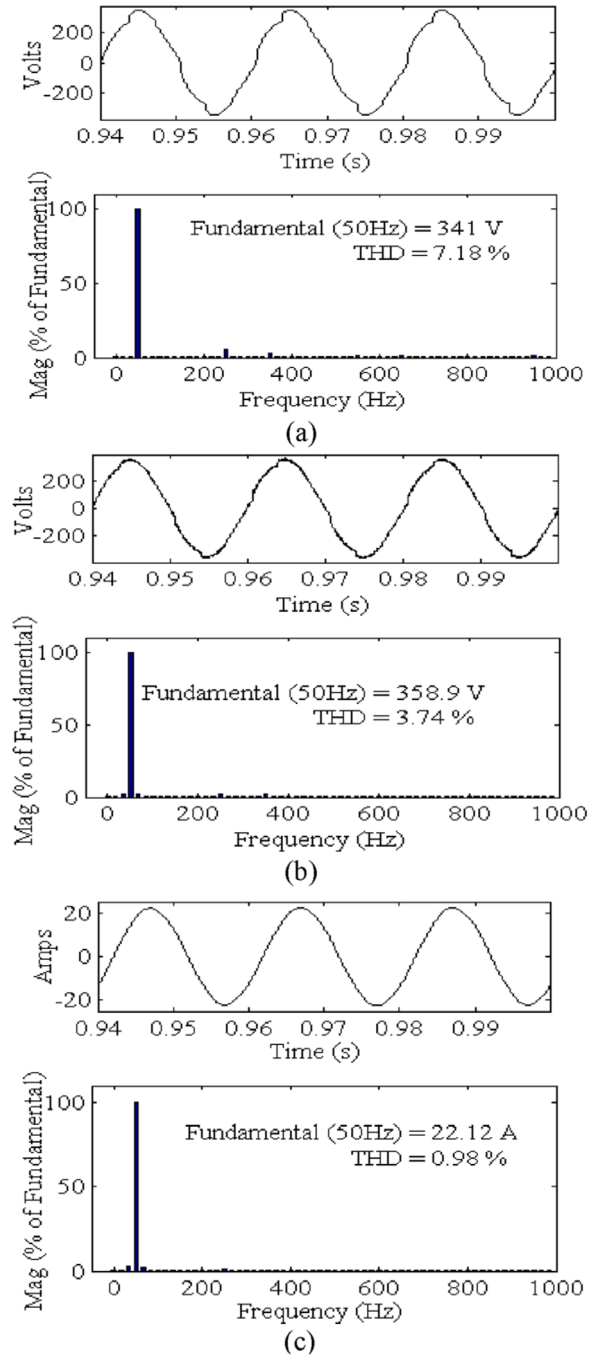 Volts
200
0
-200
0.94 0.95 0.96 0.97 0.98 0.99
Time (s)
Mag (% of Fundamental)
100
50
0
Fundamental (50Hz) = 341 V
THD = 7.18 %
0 200 400 600 800 1000
Frequency (Hz)
(a)
Volts
200
0
-200
0.94 0.95 0.96 0.97 0.98 0.99
Time (s)
Mag (% of Fundamental)
100
50
0
Fundamental (50Hz) = 358.9 V
THD = 3.74 %
0 200 400 600 800 1000
Frequency (Hz)
(b)
Amps
20
0
-20
0.94 0.95 0.96 0.97 0.98 0.99
Time (s)
Mag (% of Fundamental)
100
50
0
Fundamental (50Hz) = 22.12 A
THD = 0.98 %
0 200 400 600 800 1000
Frequency (Hz)
(c)